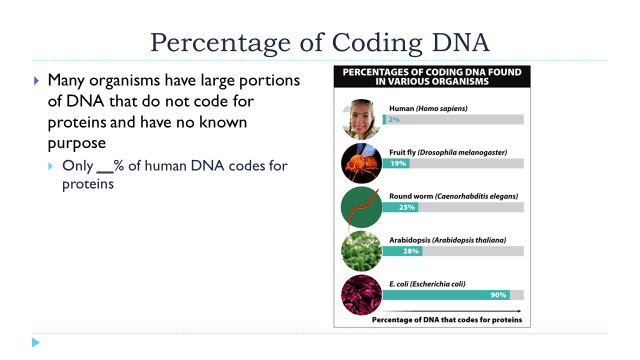 Percentage of Coding DNA
Many organisms have large portions
of DNA that do not code for
proteins and have no known
purpose
Only __% of human DNA codes for
proteins
PERCENTAGES OF CODING DNA FOUND
IN VARIOUS ORGANISMS
Human (Homo sapiens)
2%
Fruit fly (Drosophila melanogaster)
19%
Round worm (Caenorhabditis elegans)
25%
Arabidopsis (Arabidopsis thaliana)
28%
E. coli (Escherichia coli)
90%
Percentage of DNA that codes for proteins